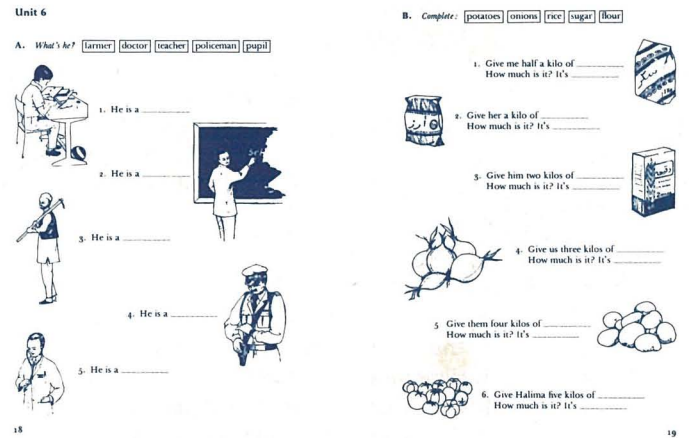 Unit 6
A. What's he? farmer doctor teacher policeman pupil
1. He is a
2. He is a
3. He is a
4. He is a
5. He is a
18
B. Complete: potatoes onions rice sugar flour
1. Give me half a kilo of
How much is it? It's
سكر
2. Give her a kilo of
How much is it? It's
أرز
3. Give him two kilos of
How much is it? It's
4. Give us three kilos of
How much is it? It's
5 Give them four kilos of
How much is it? It's
6. Give Halima five kilos of
How much is it? It's
19